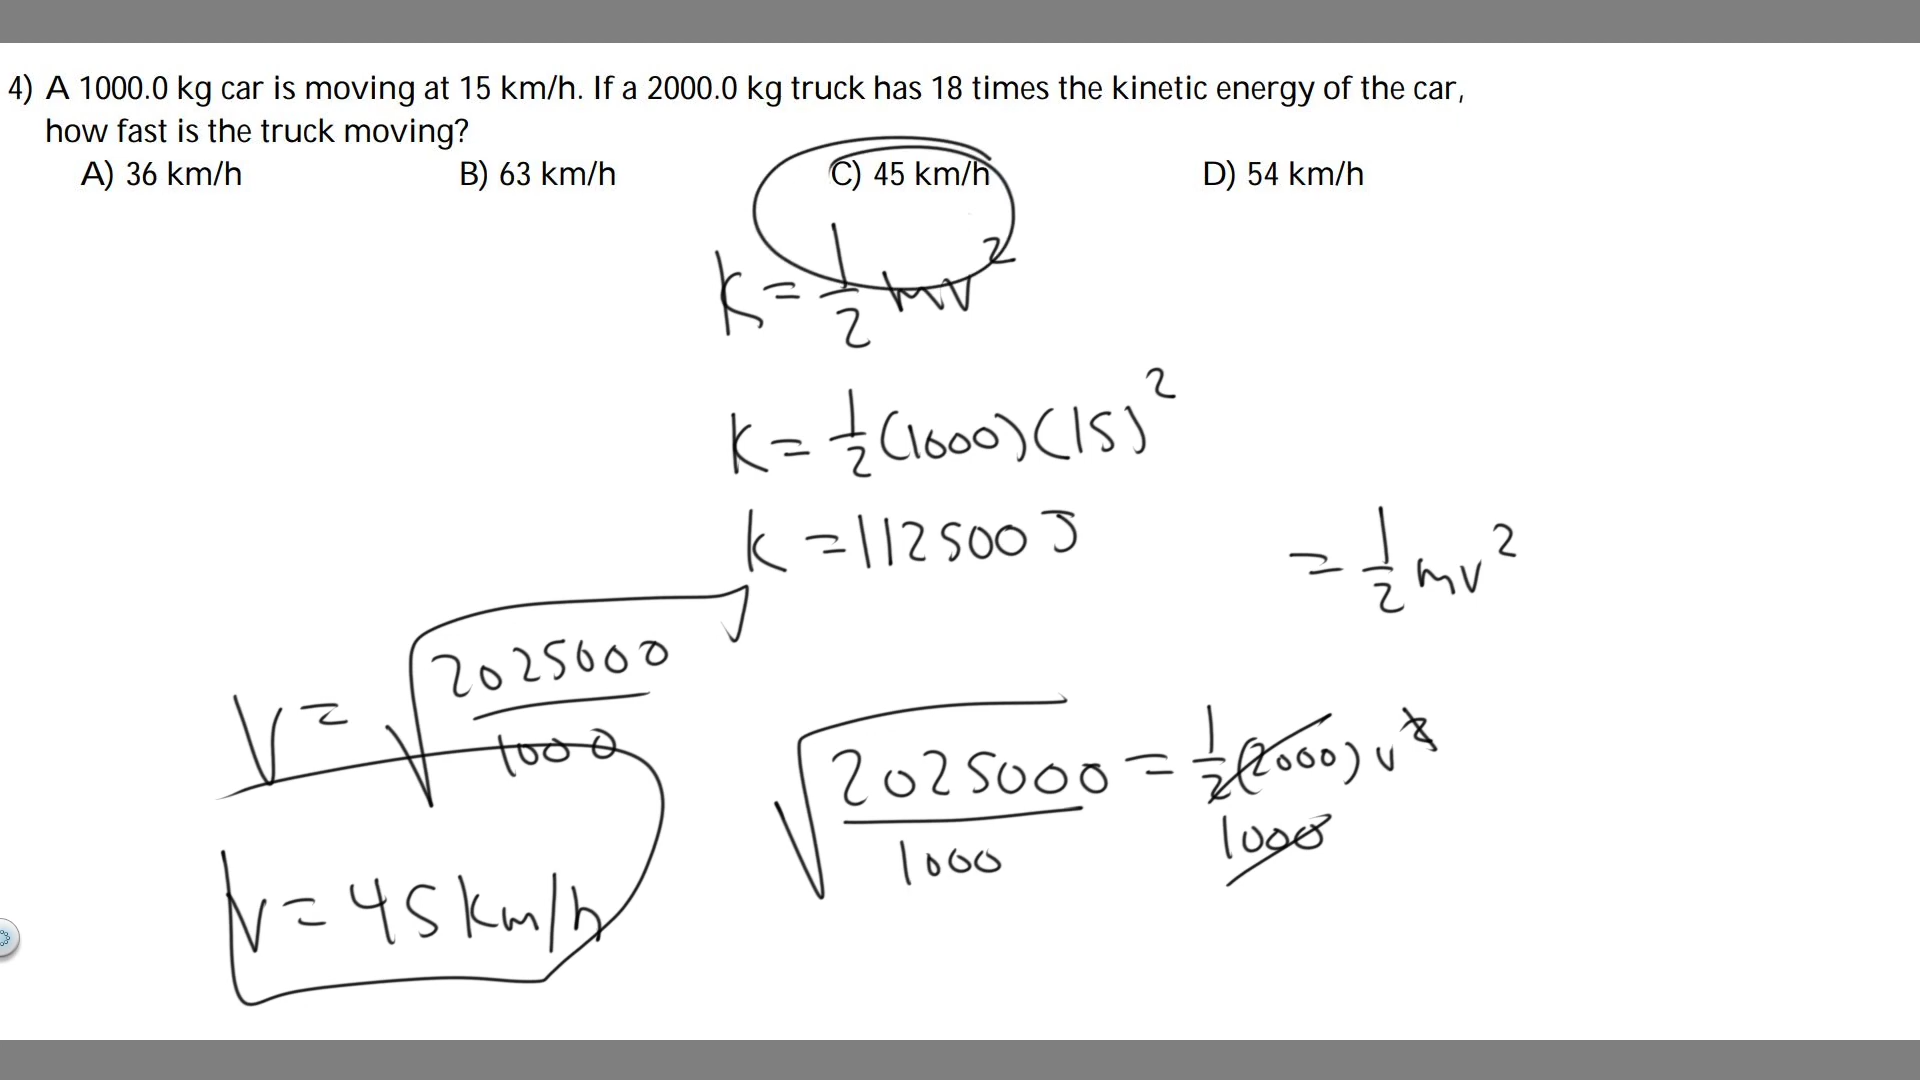 4) A 1000.0 kg car is moving at 15 km/h. If a 2000.0 kg truck has 18 times the kinetic energy of the car,
how fast is the truck moving?
A) 36 km/h B) 63 km/h C) 45 km/h D) 54 km/h
K = 1/2 mv²
K = 1/2 (1000)(15)²
K = 112500 J
= 1/2 mv²
√(2025000/1000) = 1/2 (2000) v²
1000
V = √(2025000/1000)
V = 45 km/h